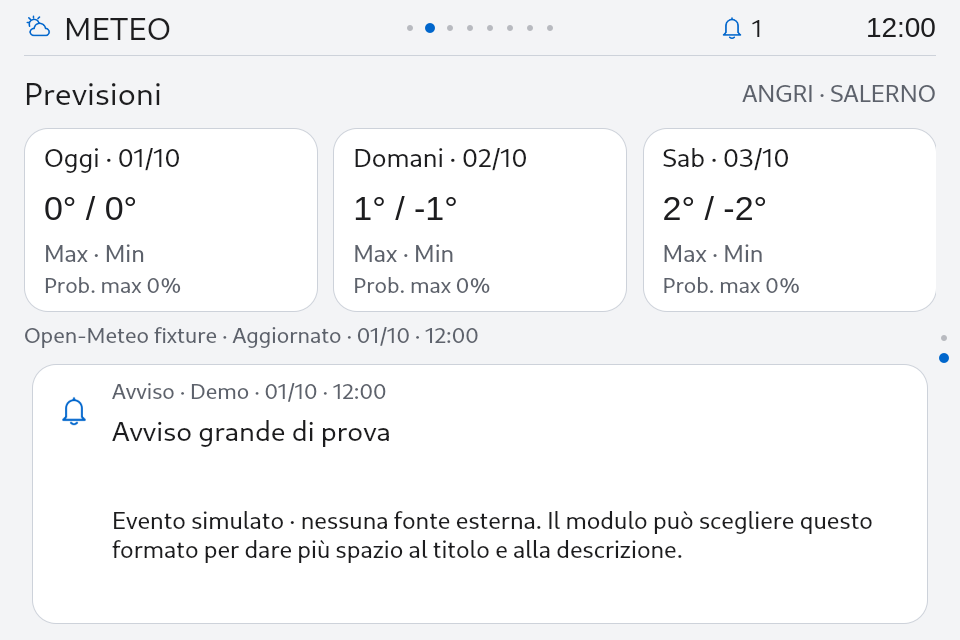 METEO
1
12:00
Previsioni
ANGRI · SALERNO
Oggi · 01/10
0° / 0°
Max · Min
Prob. max 0%
Domani · 02/10
1° / -1°
Max · Min
Prob. max 0%
Sab · 03/10
2° / -2°
Max · Min
Prob. max 0%
Open-Meteo fixture · Aggiornato · 01/10 · 12:00
Avviso · Demo · 01/10 · 12:00
Avviso grande di prova
Evento simulato · nessuna fonte esterna. Il modulo può scegliere questo
formato per dare più spazio al titolo e alla descrizione.